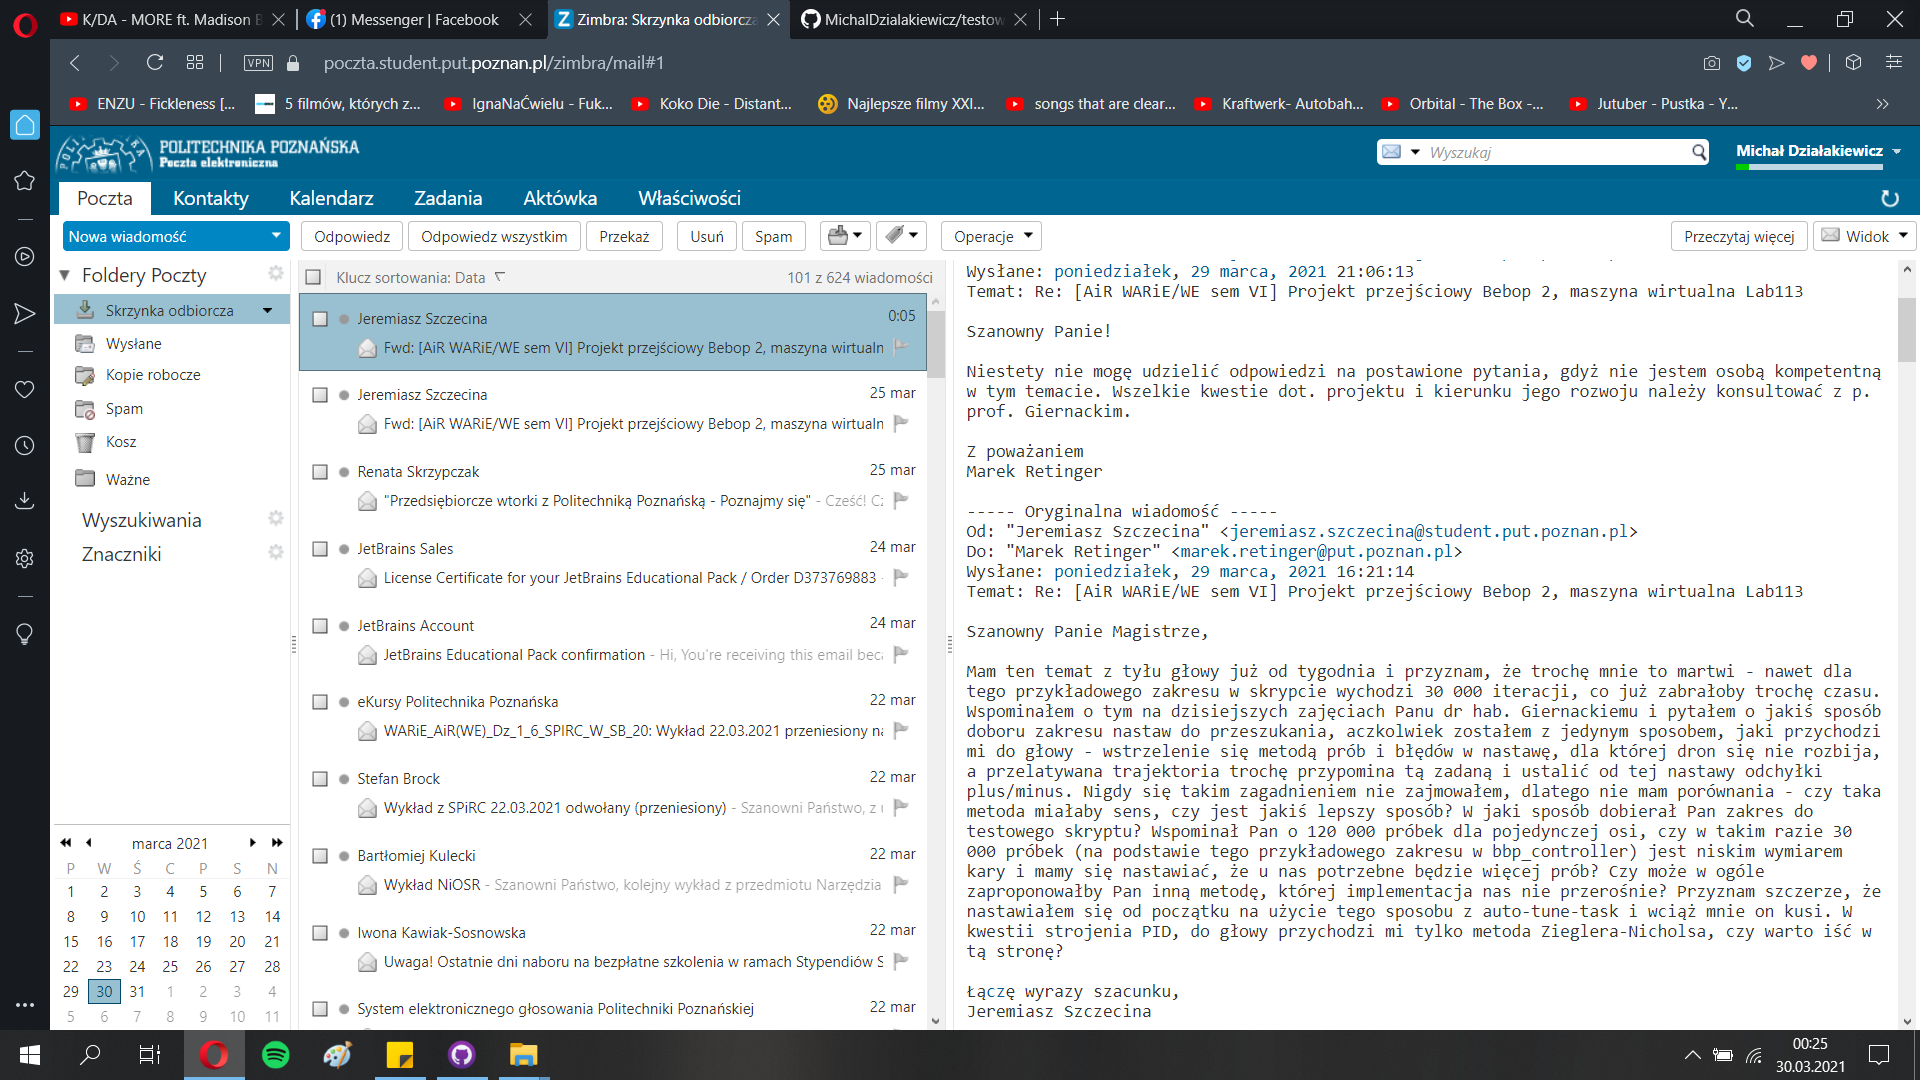 K/DA - MORE ft. Madison B
(1) Messenger | Facebook
Zimbra: Skrzynka odbiorcza
MichalDzialakiewicz/testow
VPN
poczta.student.put.poznan.pl/zimbra/mail#1
ENZU - Fickleness [...
5 filmów, których z...
IgnaNaĆwielu - Fuk...
Koko Die - Distant...
Najlepsze filmy XXI...
songs that are clear...
Kraftwerk- Autobah...
Orbital - The Box -...
Jutuber - Pustka - Y...
POLITECHNIKA POZNAŃSKA
Poczta elektroniczna
Wyszukaj
Michał Działakiewicz
Poczta
Kontakty
Kalendarz
Zadania
Aktówka
Właściwości
Nowa wiadomość
Odpowiedz
Odpowiedz wszystkim
Przekaż
Usuń
Spam
Operacje
Przeczytaj więcej
Widok
Foldery Poczty
Skrzynka odbiorcza
Wysłane
Kopie robocze
Spam
Kosz
Ważne
Wyszukiwania
Znaczniki
marca 2021
P W Ś C P S N
1 2 3 4 5 6 7
8 9 10 11 12 13 14
15 16 17 18 19 20 21
22 23 24 25 26 27 28
29 30 31 1 2 3 4
5 6 7 8 9 10 11
Klucz sortowania: Data
101 z 624 wiadomości
Jeremiasz Szczecina 0:05
Fwd: [AiR WARiE/WE sem VI] Projekt przejściowy Bebop 2, maszyna wirtualn
Jeremiasz Szczecina 25 mar
Fwd: [AiR WARiE/WE sem VI] Projekt przejściowy Bebop 2, maszyna wirtualn
Renata Skrzypczak 25 mar
"Przedsiębiorcze wtorki z Politechniką Poznańską - Poznajmy się" - Cześć! Cz
JetBrains Sales 24 mar
License Certificate for your JetBrains Educational Pack / Order D373769883 -
JetBrains Account 24 mar
JetBrains Educational Pack confirmation - Hi, You're receiving this email beca
eKursy Politechnika Poznańska 22 mar
WARiE_AiR(WE)_Dz_1_6_SPIRC_W_SB_20: Wykład 22.03.2021 przeniesiony na
Stefan Brock 22 mar
Wykład z SPiRC 22.03.2021 odwołany (przeniesiony) - Szanowni Państwo, z
Bartłomiej Kulecki 22 mar
Wykład NiOSR - Szanowni Państwo, kolejny wykład z przedmiotu Narzędzia
Iwona Kawiak-Sosnowska 22 mar
Uwaga! Ostatnie dni naboru na bezpłatne szkolenia w ramach Stypendiów S
System elektronicznego głosowania Politechniki Poznańskiej 22 mar
Wysłane: poniedziałek, 29 marca, 2021 21:06:13
Temat: Re: [AiR WARiE/WE sem VI] Projekt przejściowy Bebop 2, maszyna wirtualna Lab113
Szanowny Panie!
Niestety nie mogę udzielić odpowiedzi na postawione pytania, gdyż nie jestem osobą kompetentną
w tym temacie. Wszelkie kwestie dot. projektu i kierunku jego rozwoju należy konsultować z p.
prof. Giernackim.
Z poważaniem
Marek Retinger
----- Oryginalna wiadomość -----
Od: "Jeremiasz Szczecina" <jeremiasz.szczecina@student.put.poznan.pl>
Do: "Marek Retinger" <marek.retinger@put.poznan.pl>
Wysłane: poniedziałek, 29 marca, 2021 16:21:14
Temat: Re: [AiR WARiE/WE sem VI] Projekt przejściowy Bebop 2, maszyna wirtualna Lab113
Szanowny Panie Magistrze,
Mam ten temat z tyłu głowy już od tygodnia i przyznam, że trochę mnie to martwi - nawet dla
tego przykładowego zakresu w skrypcie wychodzi 30 000 iteracji, co już zabrałoby trochę czasu.
Wspominałem o tym na dzisiejszych zajęciach Panu dr hab. Giernackiemu i pytałem o jakiś sposób
doboru zakresu nastaw do przeszukania, aczkolwiek zostałem z jedynym sposobem, jaki przychodzi
mi do głowy - wstrzelenie się metodą prób i błędów w nastawę, dla której dron się nie rozbija,
a przelatywana trajektoria trochę przypomina tą zadaną i ustalić od tej nastawy odchyłki
plus/minus. Nigdy się takim zagadnieniem nie zajmowałem, dlatego nie mam porównania - czy taka
metoda miałaby sens, czy jest jakiś lepszy sposób? W jaki sposób dobierał Pan zakres do
testowego skryptu? Wspominał Pan o 120 000 próbek dla pojedynczej osi, czy w takim razie 30
000 próbek (na podstawie tego przykładowego zakresu w bbp_controller) jest niskim wymiarem
kary i mamy się nastawiać, że u nas potrzebne będzie więcej prób? Czy może w ogóle
zaproponowałby Pan inną metodę, której implementacja nas nie przerośnie? Przyznam szczerze, że
nastawiałem się od początku na użycie tego sposobu z auto-tune-task i wciąż mnie on kusi. W
kwestii strojenia PID, do głowy przychodzi mi tylko metoda Zieglera-Nicholsa, czy warto iść w
tą stronę?
Łączę wyrazy szacunku,
Jeremiasz Szczecina
00:25
30.03.2021